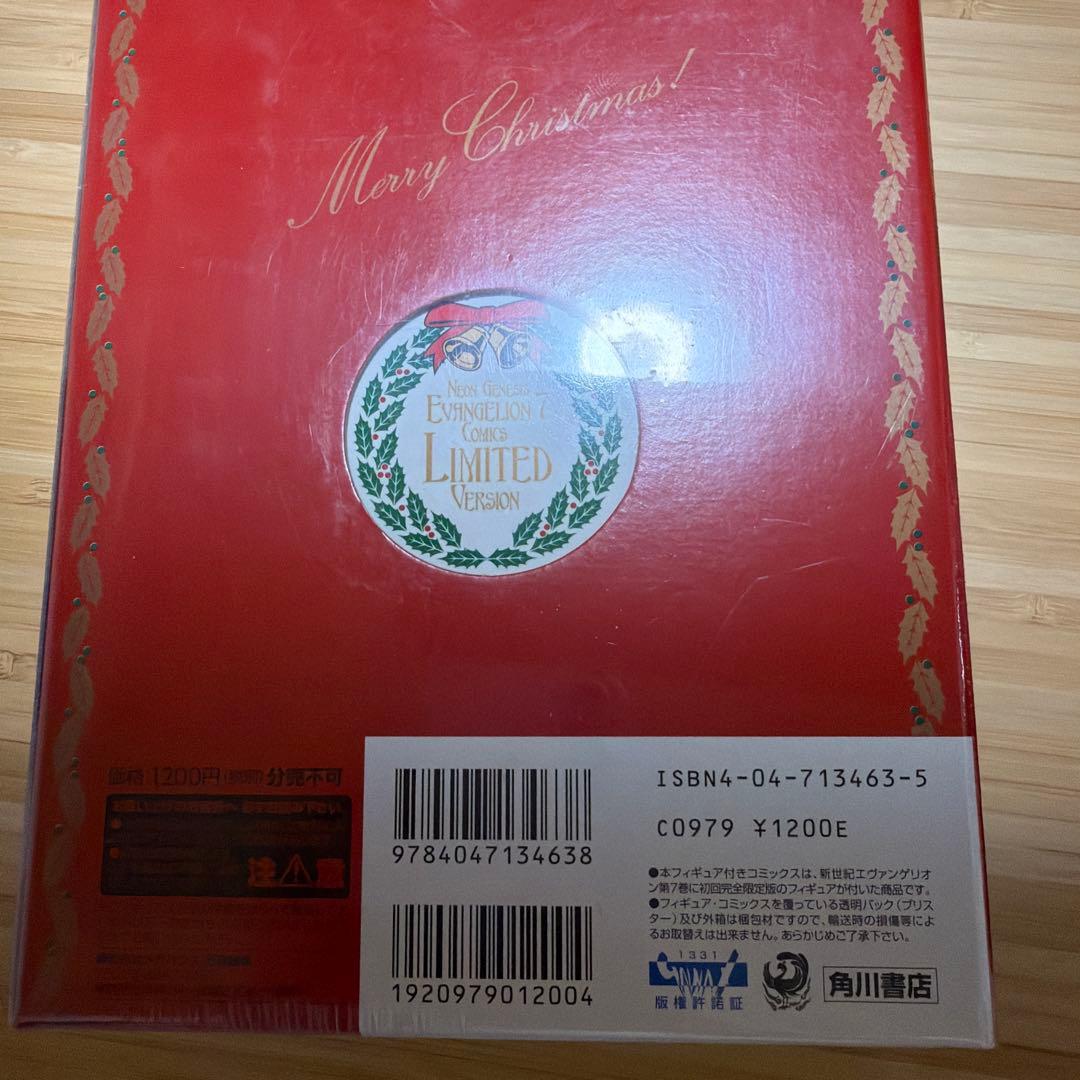 Merry Christmas!
NEON GENESIS
EVANGELION 7
COMICS
LIMITED
VERSION
価格 1200円(税別) 分売不可
ISBN4-04-713463-5
C0979 ¥1200E
9784047134638
●本フィギュア付きコミックスは、新世紀エヴァンゲリオ
ン第7巻に初回完全限定版のフィギュアが付いた商品です。
●フィギュア・コミックスを覆っている透明パック(ブリス
ター)及び外箱は梱包材ですので、輸送時の損傷等によ
るお取替えは出来ません。あらかじめご了承下さい。
1920979012004
1331
版権許諾証
角川書店